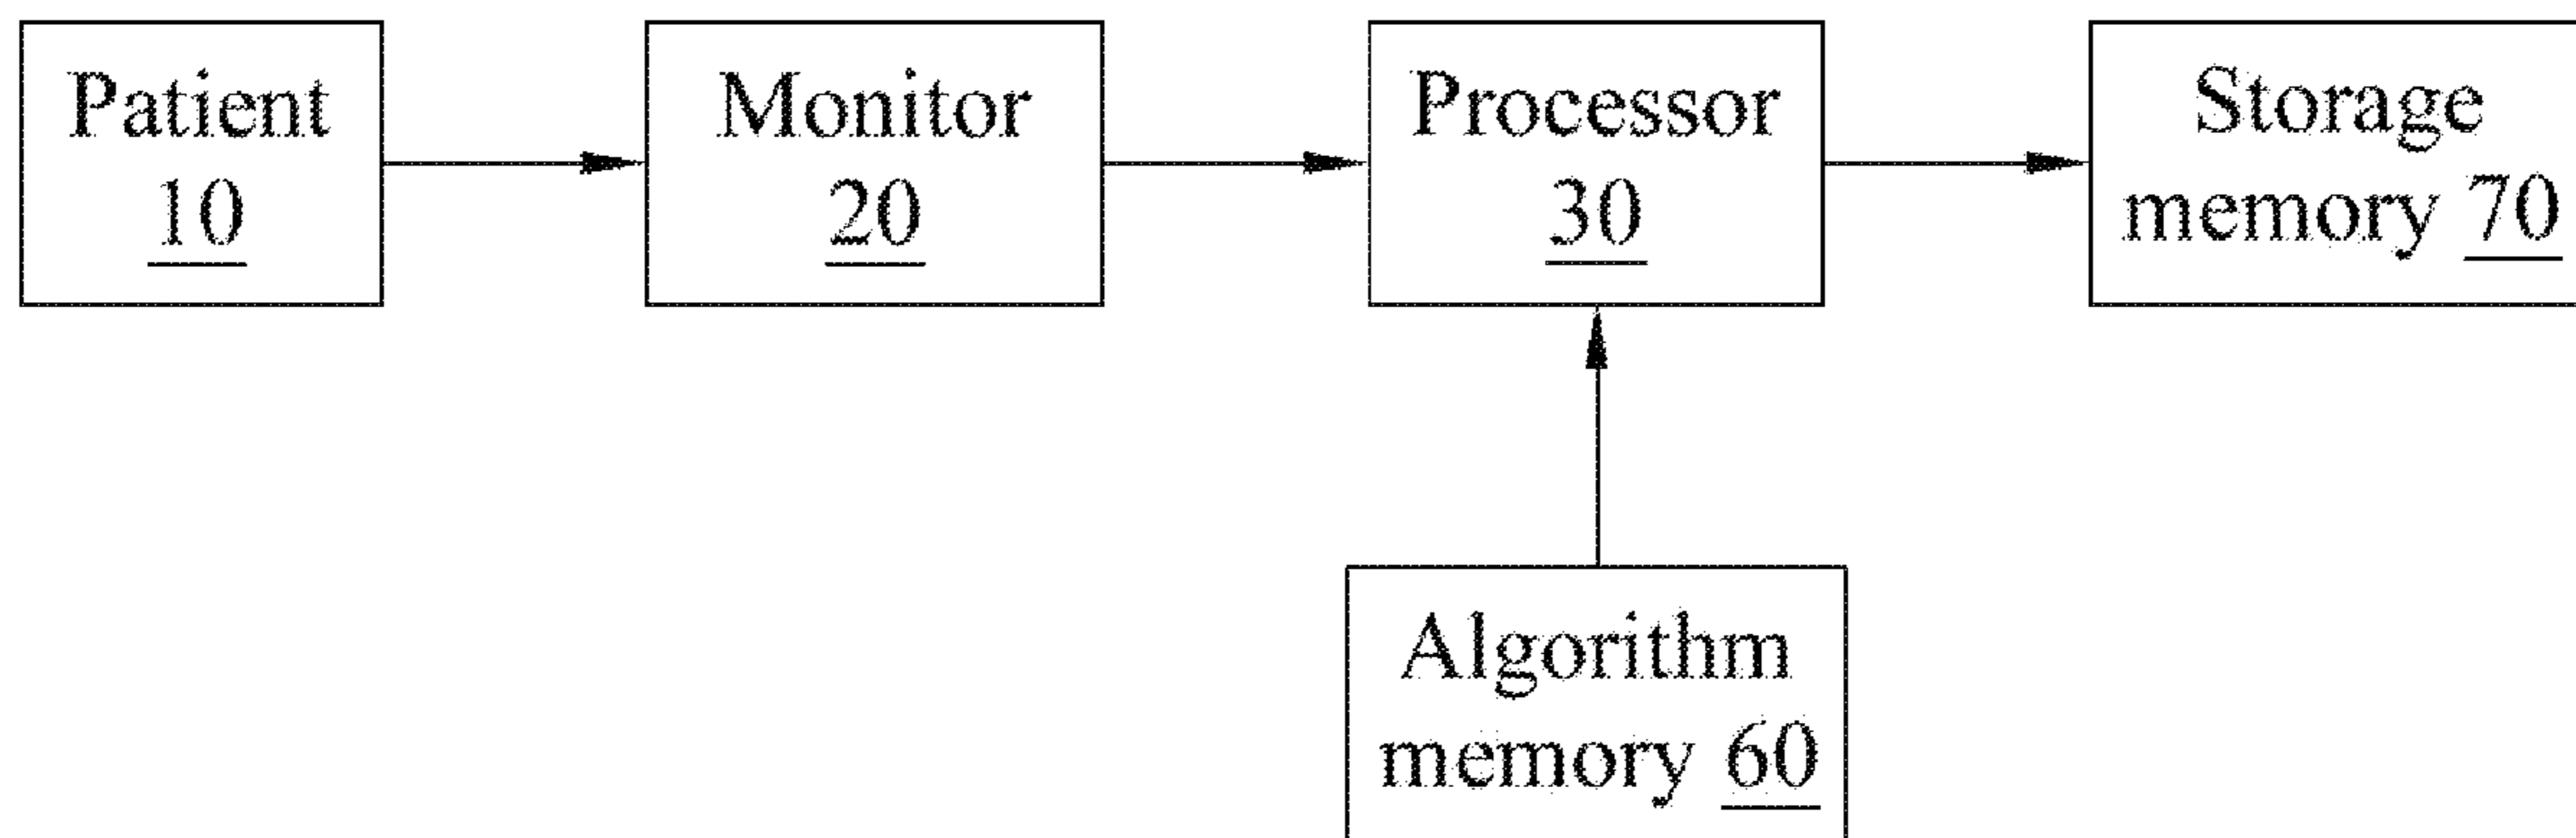 Patient
10
Monitor
20
Processor
30
Storage
memory 70
Algorithm
memory 60